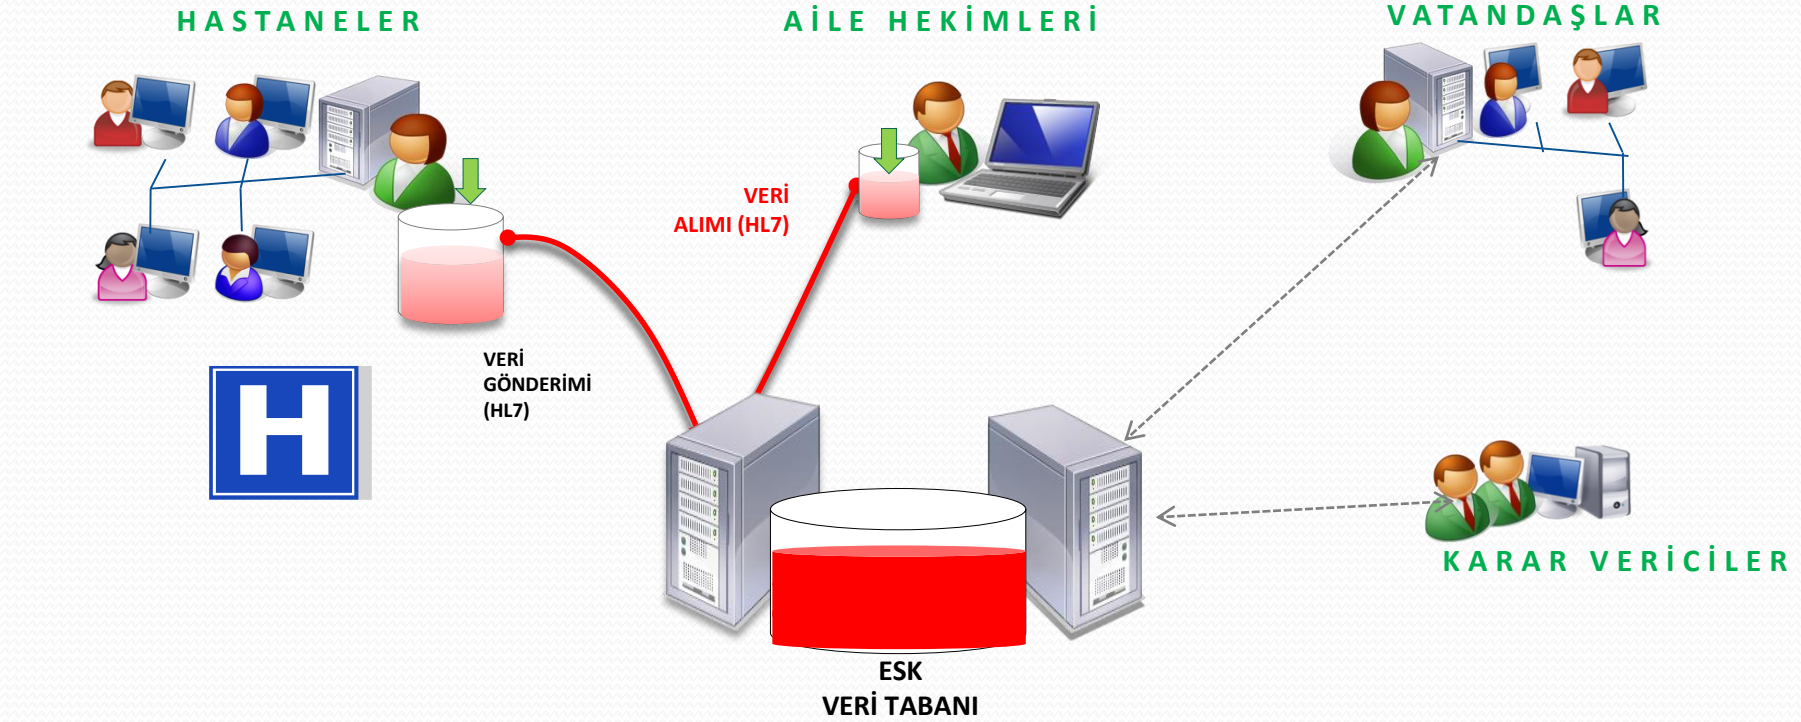 HASTANELER
AİLE HEKİMLERİ
VATANDAŞLAR
VERİ
ALIMI (HL7)
VERİ
GÖNDERİMİ
(HL7)
H
KARAR VERİCİLER
ESK
VERİ TABANI